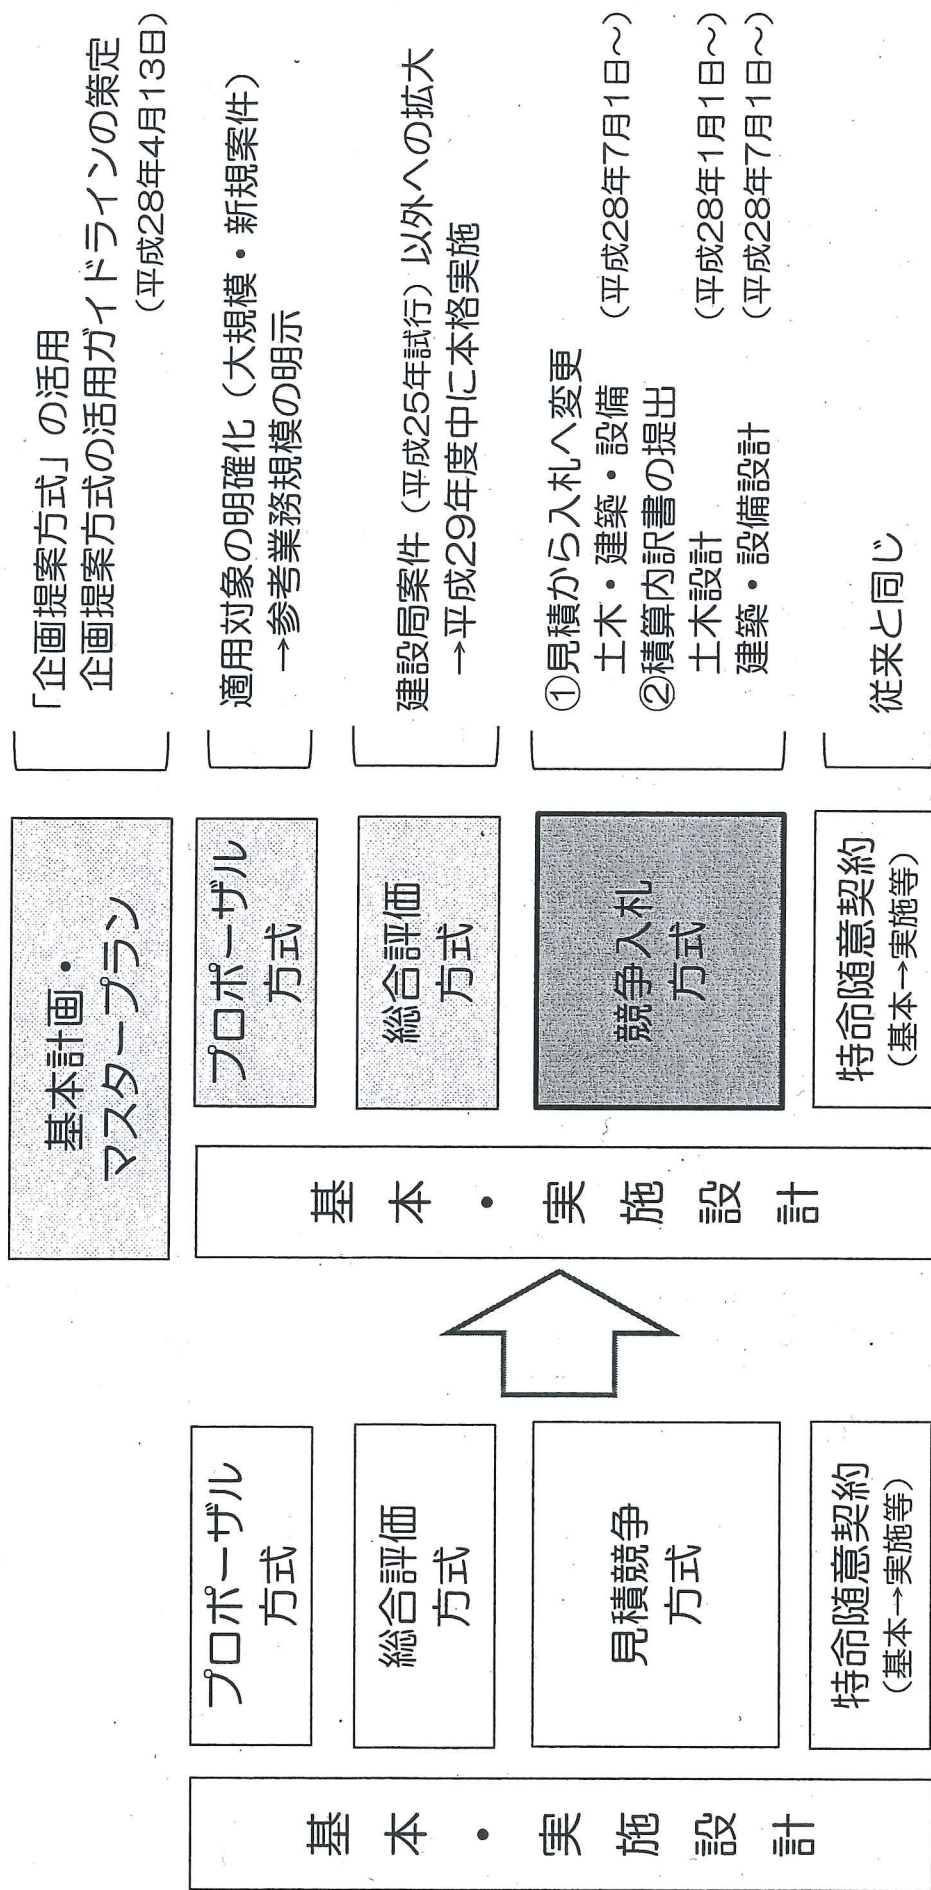 基本・実施設計
プロポーザル
方式
総合評価
方式
見積競争
方式
特命随意契約
(基本→実施等)
基本計画・
マスタープラン
基本・実施設計
プロポーザル
方式
総合評価
方式
競争入札
方式
特命随意契約
(基本→実施等)
「企画提案方式」の活用
企画提案方式の活用ガイドラインの策定
(平成28年4月13日)
適用対象の明確化(大規模・新規案件)
→参考業務規模の明示
建設局案件(平成25年試行)以外への拡大
→平成29年度中に本格実施
①見積から入札へ変更
土木・建築・設備 (平成28年7月1日~)
②積算内訳書の提出
土木設計 (平成28年1月1日~)
建築・設備設計 (平成28年7月1日~)
従来と同じ